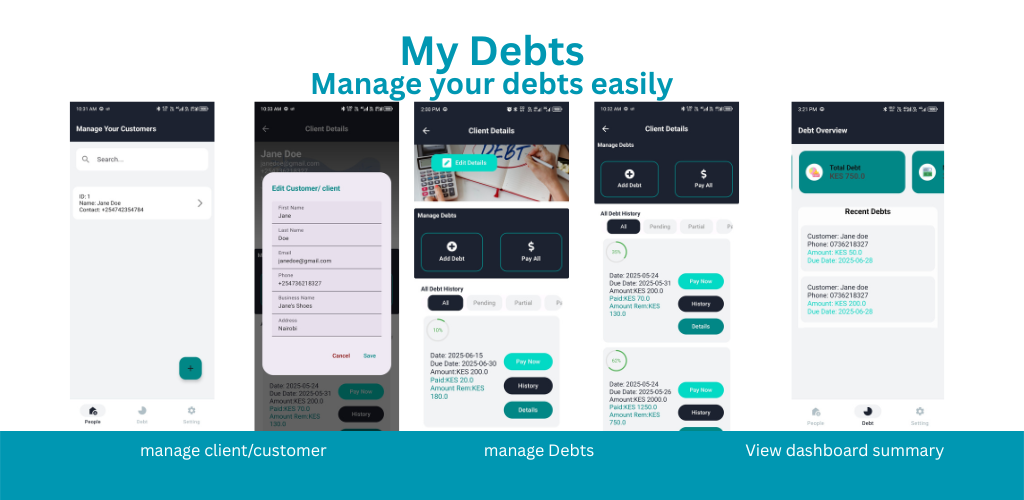 My Debts
Manage your debts easily
10:31 AM
Manage Your Customers
Search...
ID: 1
Name: Jane Doe
Contact: +254742354784
+
People
Debt
Setting
10:33 AM
Client Details
Jane Doe
Edit Customer/ client
First Name
Jane
Last Name
Doe
Email
janedoe@gmail.com
Phone
+254736218327
Business Name
Jane's Shoes
Address
Nairobi
Cancel
Save
Date: 2025-05-24
Due Date: 2025-05-31
Amount:KES 200.0
Paid:KES 70.0
Amount Rem:KES
130.0
Pay Now
History
2:08 PM
Client Details
DEBT
Edit Details
Manage Debts
Add Debt
$
Pay All
All Debt History
All
Pending
Partial
10%
Date: 2025-06-15
Due Date: 2025-06-30
Amount:KES 200.0
Paid:KES 20.0
Amount Rem:KES
180.0
Pay Now
History
Details
10:33 AM
Client Details
Manage Debts
Add Debt
$
Pay All
All Debt History
All
Pending
Partial
Date: 2025-05-24
Due Date: 2025-05-31
Amount:KES 200.0
Paid:KES 70.0
Amount Rem:KES
130.0
Pay Now
History
Details
62%
Date: 2025-05-24
Due Date: 2025-05-26
Amount:KES 2000.0
Paid:KES 1250.0
Amount Rem:KES
750.0
Pay Now
History
3:21 PM
Debt Overview
Total Debt
KES 750.0
Recent Debts
Customer: Jane doe
Phone: 0736218327
Amount: KES 50.0
Due Date: 2025-06-28
Customer: Jane doe
Phone: 0736218327
Amount: KES 200.0
Due Date: 2025-06-28
People
Debt
Setting
manage client/customer
manage Debts
View dashboard summary